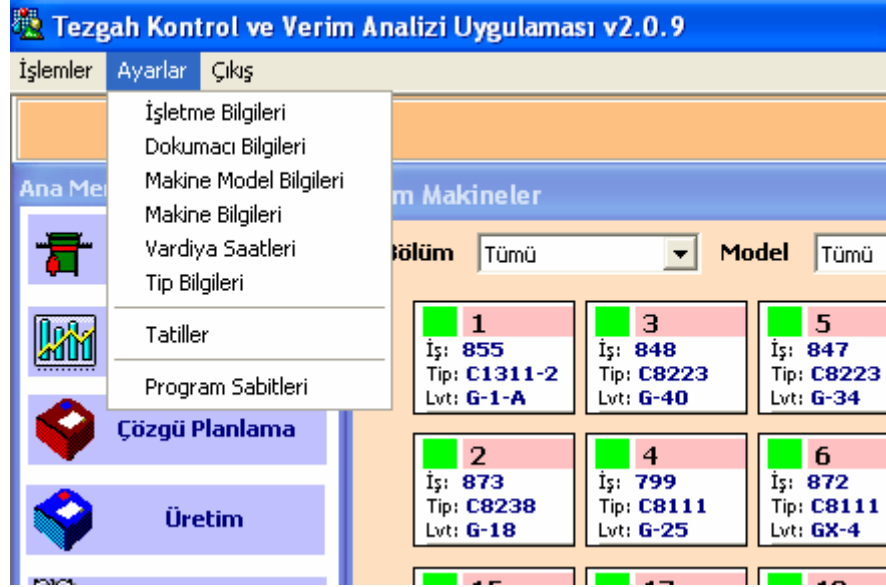 Tezgah Kontrol ve Verim Analizi Uygulaması v2.0.9
İşlemler Ayarlar Çıkış
İşletme Bilgileri
Dokumacı Bilgileri
Makine Model Bilgileri
Makine Bilgileri
Vardiya Saatleri
Tip Bilgileri
Tatiller
Program Sabitleri
Ana Me
m Makineler
Bölüm Tümü Model Tümü
1 3 5
İş: 855 İş: 848 İş: 847
Tip: C1311-2 Tip: C8223 Tip: C8223
Lvt: G-1-A Lvt: G-40 Lvt: G-34
Çözgü Planlama
2 4 6
İş: 873 İş: 799 İş: 872
Tip: C8238 Tip: C8111 Tip: C8111
Lvt: G-18 Lvt: G-25 Lvt: GX-4
Üretim